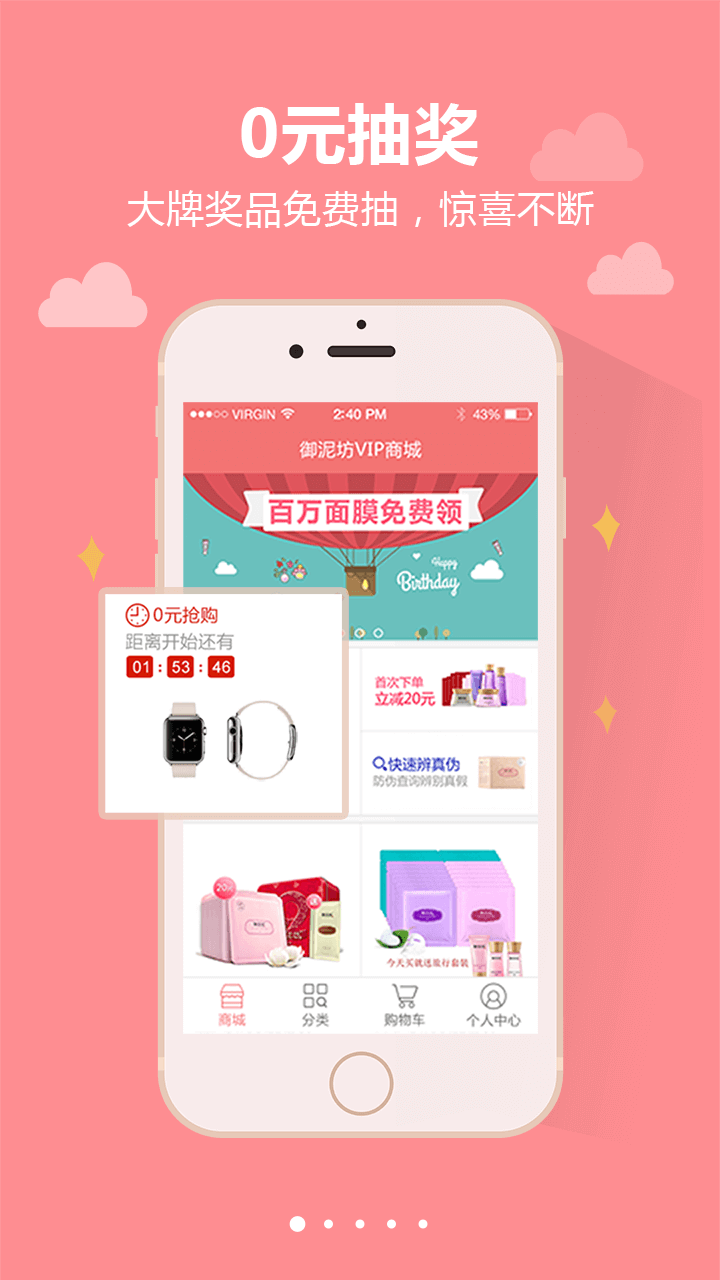 0元抽奖
大牌奖品免费抽，惊喜不断
VIRGIN
2:40 PM
43%
御泥坊VIP商城
百万面膜免费领
Happy
Birthday
0元抢购
距离开始还有
01 : 53 : 46
首次下单
立减20元
快速辨真伪
防伪查询辨别真假
今天买就送旅行套装
商城
分类
购物车
个人中心